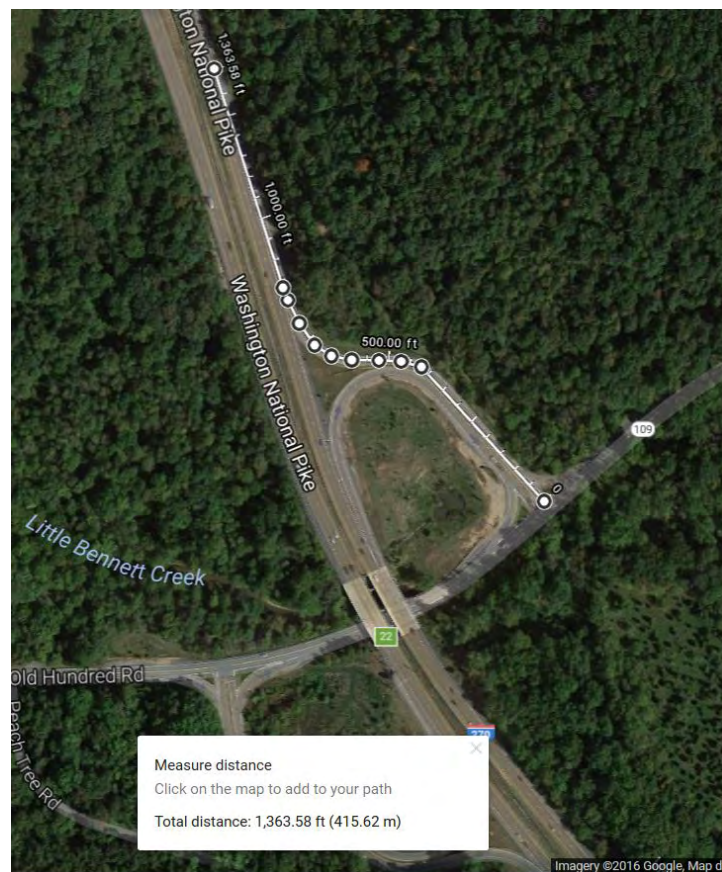 ngton National Pike
1,363.58 ft
1,000.00 ft
Washington National Pike
500.00 ft
109
0
Little Bennett Creek
22
Old Hundred Rd
270
Peach Tree Rd
Measure distance
Click on the map to add to your path
Total distance: 1,363.58 ft (415.62 m)
Imagery ©2016 Google, Map d